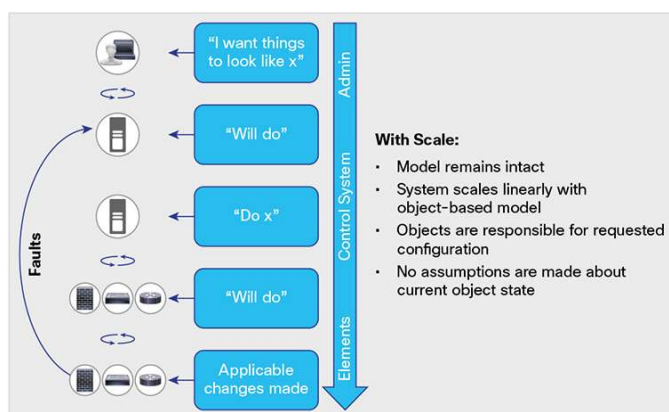 “I want things
to look like x”
“Will do”
“Do x”
“Will do”
Applicable
changes made
Faults
Admin
Control System
Elements
With Scale:
• Model remains intact
• System scales linearly with
object-based model
• Objects are responsible for requested
configuration
• No assumptions are made about
current object state